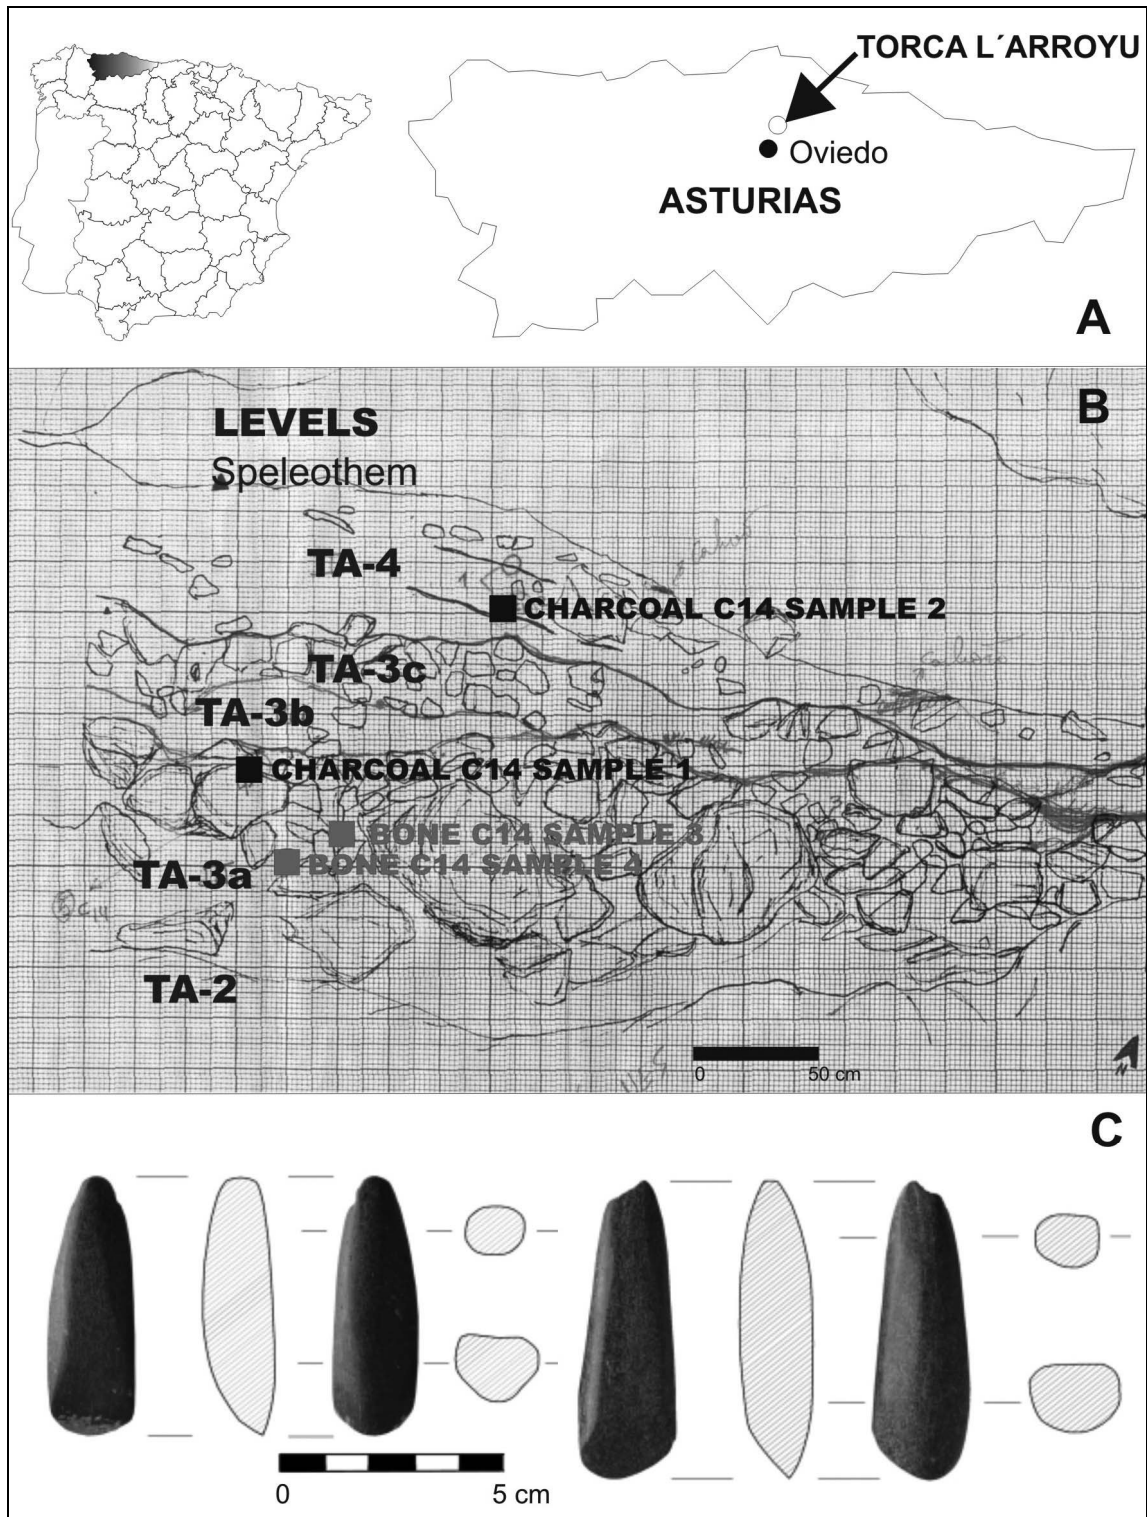 TORCA L´ARROYU
Oviedo
ASTURIAS
A
B
LEVELS
Speleothem
TA-4
CHARCOAL C14 SAMPLE 2
TA-3c
TA-3b
CHARCOAL C14 SAMPLE 1
BONE C14 SAMPLE 3
BONE C14 SAMPLE 4
TA-3a
C14
TA-2
0 50 cm
N
C
0 5 cm